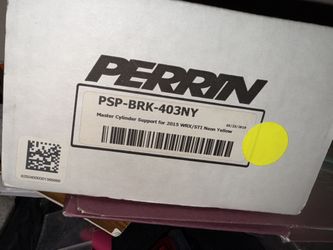 PERRIN
PSP-BRK-403NY
Master Cylinder Support for 2015 WRX/STI Neon Yellow